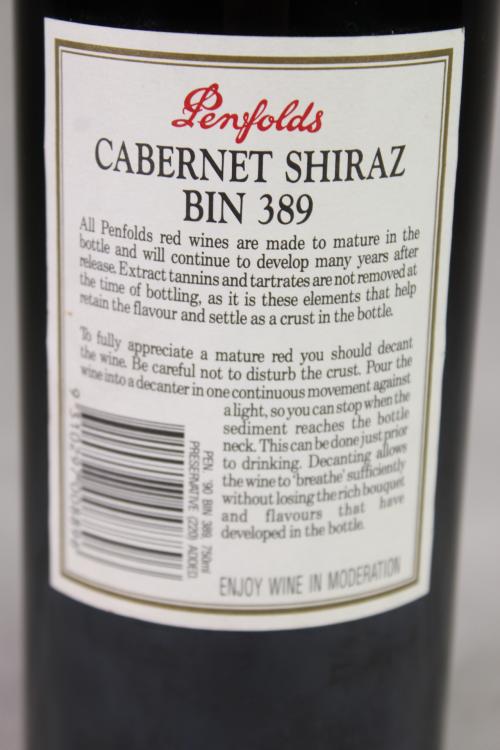 Penfolds
CABERNET SHIRAZ
BIN 389
All Penfolds red wines are made to mature in the
bottle and will continue to develop many years after
release. Extract tannins and tartrates are not removed at
the time of bottling, as it is these elements that help
retain the flavour and settle as a crust in the bottle.
To fully appreciate a mature red you should decant
the wine. Be careful not to disturb the crust. Pour the
wine into a decanter in one continuous movement against
a light, so you can stop when the
sediment reaches the bottle
neck. This can be done just prior
to drinking. Decanting allows
the wine to 'breathe' sufficiently
without losing the rich bouquet
and flavours that have
developed in the bottle.
PEN '90 BIN 389 750ml
PRESERVATIVE (220) ADDED
ENJOY WINE IN MODERATION